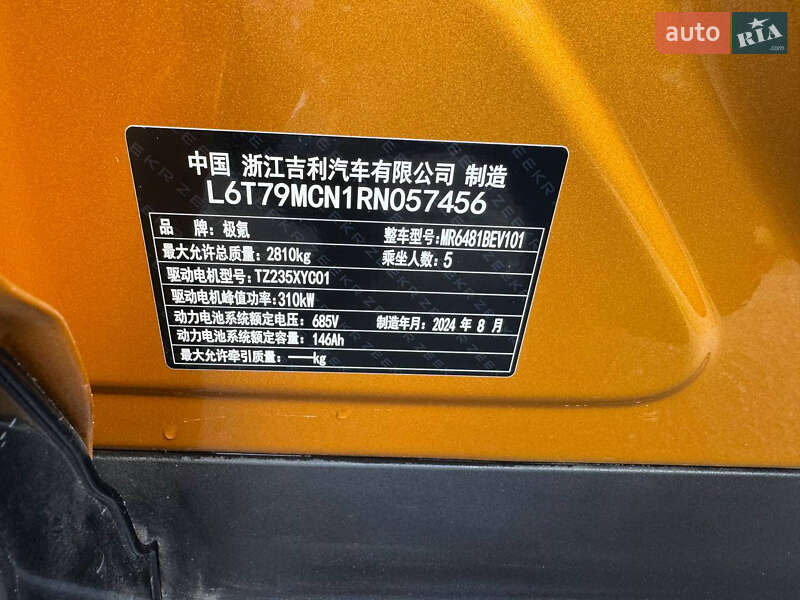 auto RIA
中国 浙江吉利汽车有限公司 制造
L6T79MCN1RN057456
品 牌：极氪 整车型号：MR6481BEV101
最大允许总质量：2810kg 乘坐人数：5
驱动电机型号：TZ235XYC01
驱动电机峰值功率：310kW
动力电池系统额定电压：685V 制造年月：2024 年 8 月
动力电池系统额定容量：146Ah
最大允许牵引质量：——kg